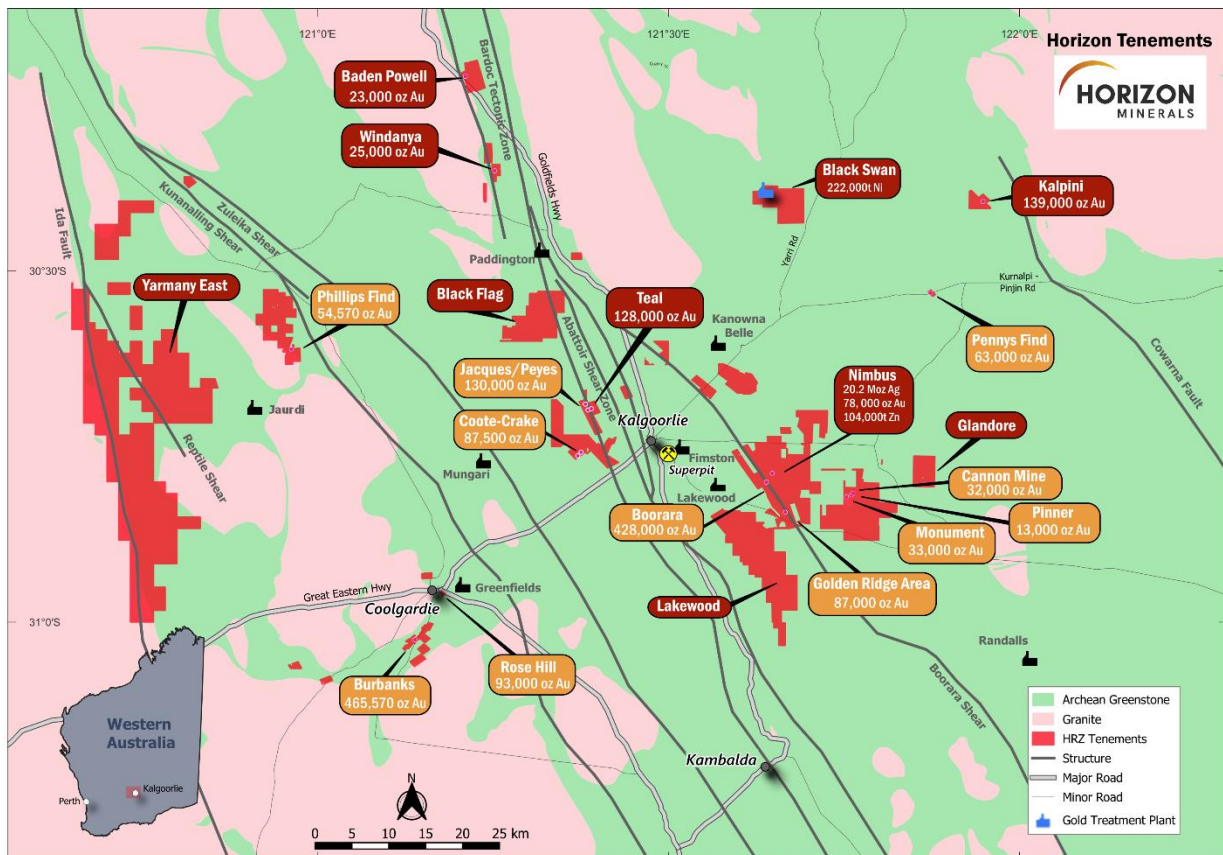 121°0'E
121°30'E
122°0'E
Horizon Tenements
HORIZON
MINERALS
Baden Powell
23,000 oz Au
Bardoc Tectonic Zone
Windanya
25,000 oz Au
Goldfields Hwy
Black Swan
222,000t Ni
Kalpini
139,000 oz Au
Ida Fault
Kunanalling Shear
Zuleika Shear
Paddington
Yarri Rd
30°30'S
Yarmany East
Phillips Find
54,570 oz Au
Black Flag
Teal
128,000 oz Au
Kurnalpi -
Pinjin Rd
Kanowna
Belle
Pennys Find
63,000 oz Au
Abattoir Shear Zone
Cowarna Fault
Jacques/Peyes
130,000 oz Au
Nimbus
20.2 Moz Ag
78,000 oz Au
104,000t Zn
Jaurdi
Coote-Crake
87,500 oz Au
Kalgoorlie
Glandore
Reptile Shear
Mungari
Fimston
Superpit
Lakewood
Cannon Mine
32,000 oz Au
Boorara
428,000 oz Au
Pinner
13,000 oz Au
Monument
33,000 oz Au
Golden Ridge Area
87,000 oz Au
Great Eastern Hwy
Greenfields
Coolgardie
Lakewood
31°0'S
Randalls
Boorara Shear
Burbanks
465,570 oz Au
Rose Hill
93,000 oz Au
Western
Australia
Kalgoorlie
Perth
Kambalda
N
0 5 10 15 20 25 km
Archean Greenstone
Granite
HRZ Tenements
Structure
Major Road
Minor Road
Gold Treatment Plant